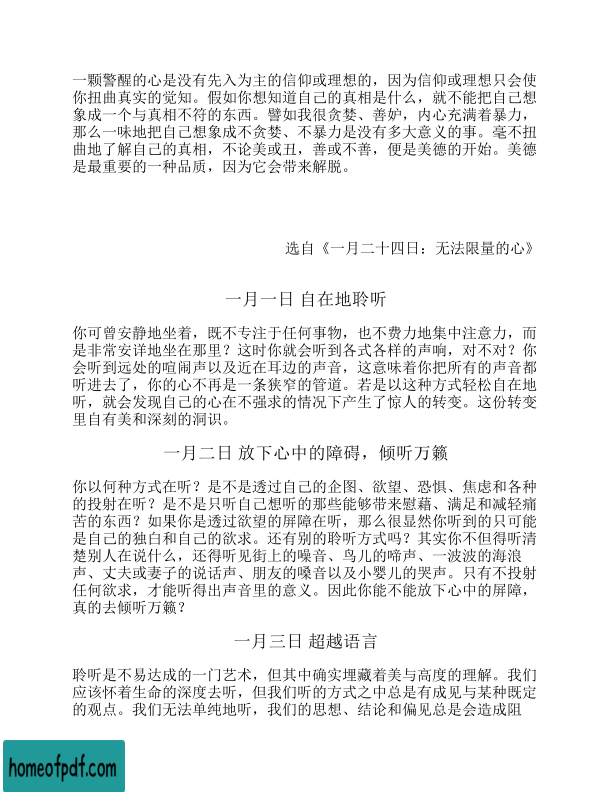 一颗警醒的心是没有先入为主的信仰或理想的，因为信仰或理想只会使
你扭曲真实的觉知。假如你想知道自己的真相是什么，就不能把自己想
象成一个与真相不符的东西。譬如我很贪婪、善妒，内心充满着暴力，
那么一味地把自己想象成不贪婪、不暴力是没有多大意义的事。毫不扭
曲地了解自己的真相，不论美或丑，善或不善，便是美德的开始。美德
是最重要的一种品质，因为它会带来解脱。
选自《一月二十四日：无法限量的心》
一月一日 自在地聆听
你可曾安静地坐着，既不专注于任何事物，也不费力地集中注意力，而
是非常安详地坐在那里？这时你就会听到各式各样的声响，对不对？你
会听到远处的喧闹声以及近在耳边的声音，这意味着你把所有的声音都
听进去了，你的心不再是一条狭窄的管道。若是以这种方式轻松自在地
听，就会发现自己的心在不强求的情况下产生了惊人的转变。这份转变
里自有美和深刻的洞识。
一月二日 放下心中的障碍，倾听万籁
你以何种方式在听？是不是透过自己的企图、欲望、恐惧、焦虑和各种
的投射在听？是不是只听自己想听的那些能够带来慰藉、满足和减轻痛
苦的东西？如果你是透过欲望的屏障在听，那么很显然你听到的只可能
是自己的独白和自己的欲求。还有别的聆听方式吗？其实你不但得听清
楚别人在说什么，还得听见街上的噪音、鸟儿的啼声、一波波的海浪
声、丈夫或妻子的说话声、朋友的嗓音以及小婴儿的哭声。只有不投射
任何欲求，才能听得出声音里的意义。因此你能不能放下心中的屏障，
真的去倾听万籁？
一月三日 超越语言
聆听是不易达成的一门艺术，但其中确实埋藏着美与高度的理解。我们
应该怀着生命的深度去听，但我们听的方式之中总是有成见与某种既定
的观点。我们无法单纯地听，我们的思想、结论和偏见总是会造成阻
homeofpdf.com